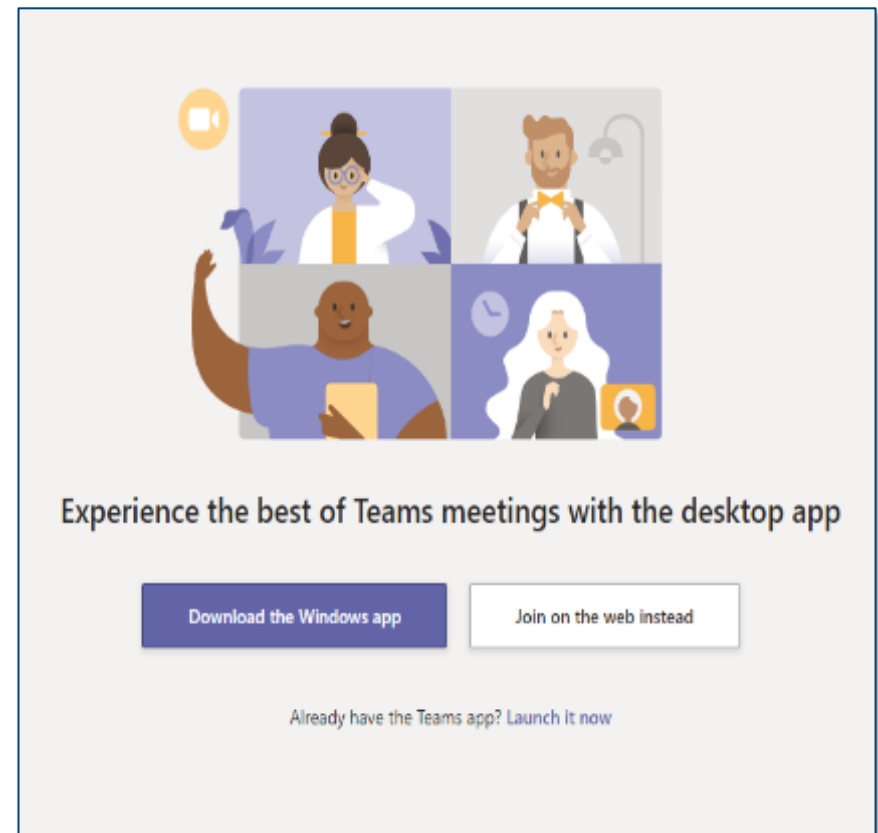 Experience the best of Teams meetings with the desktop app
Download the Windows app
Join on the web instead
Already have the Teams app? Launch it now